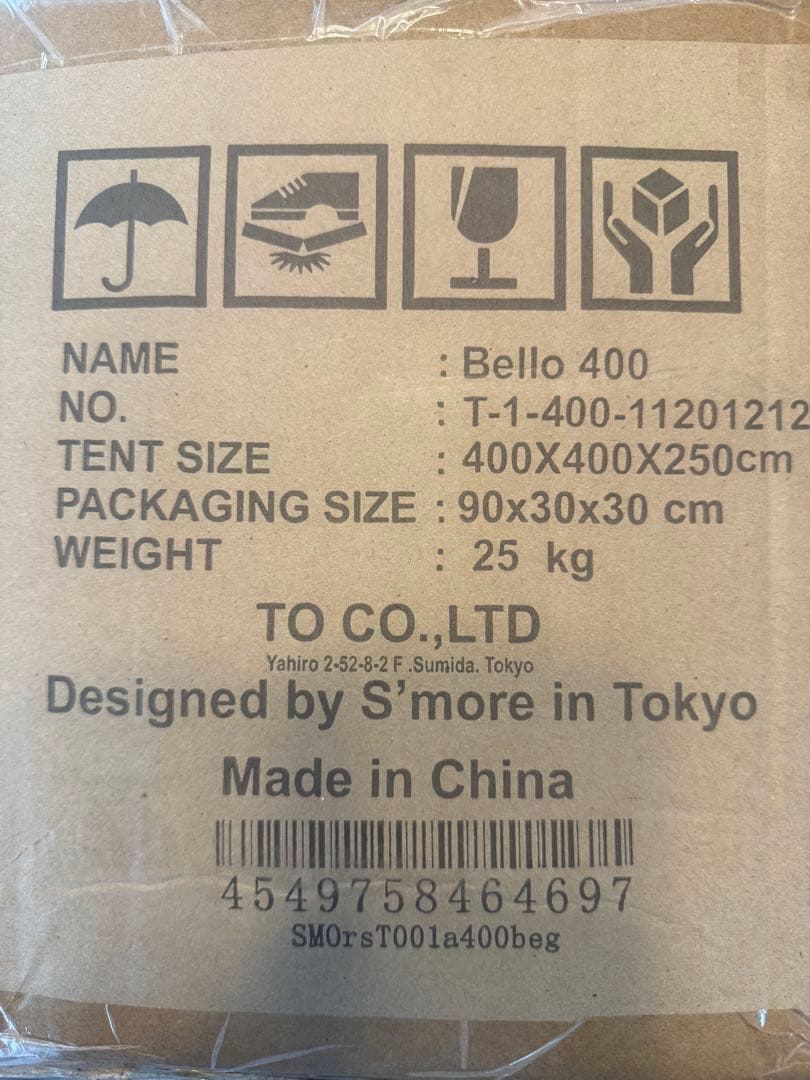 NAME : Bello 400
NO. : T-1-400-11201212
TENT SIZE : 400X400X250cm
PACKAGING SIZE : 90x30x30 cm
WEIGHT : 25 kg
TO CO.,LTD
Yahiro 2-52-8-2 F .Sumida. Tokyo
Designed by S’more in Tokyo
Made in China
4549758464697
SMOrsT001a400beg